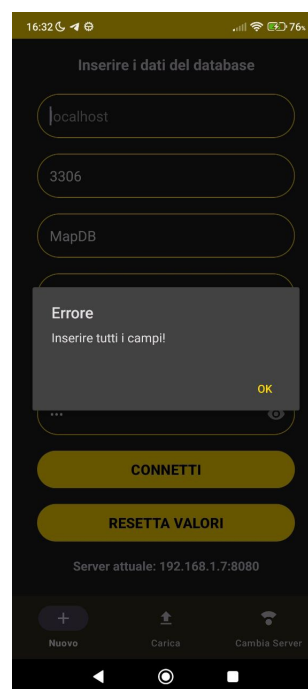 16:32 76%
Inserire i dati del database
localhost
3306
MapDB
Errore
Inserire tutti i campi!
OK
...
CONNETTI
RESETTA VALORI
Server attuale: 192.168.1.7:8080
Nuovo Carica Cambia Server